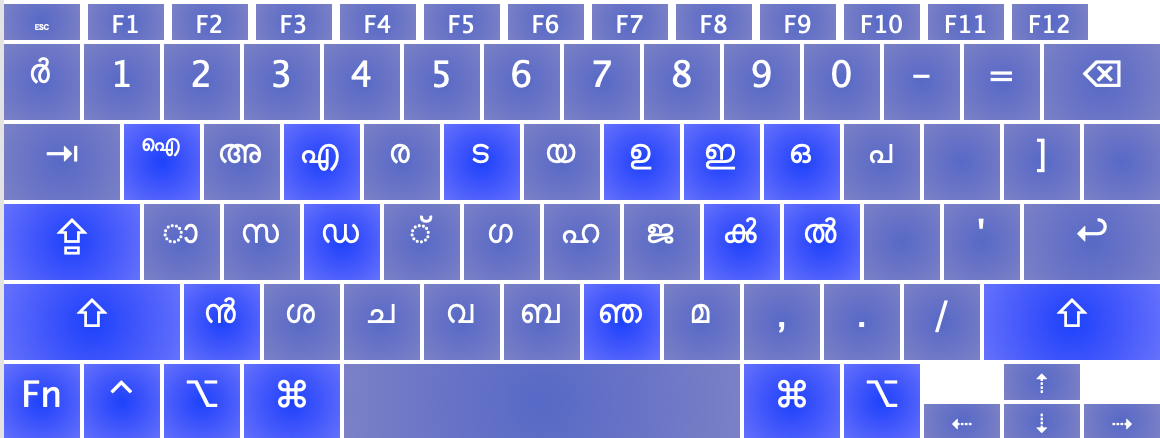 ESC F1 F2 F3 F4 F5 F6 F7 F8 F9 F10 F11 F12
ർ 1 2 3 4 5 6 7 8 9 0 - =
ഐ അ എ ര ട യ ഉ ഇ ഒ പ ]
ാ സ ഡ ് ഗ ഹ ജ ൿ ൽ '
ൻ ശ ച വ ബ ഞ മ , . /
Fn ^ ⌥ ⌘ ⌘ ⌥